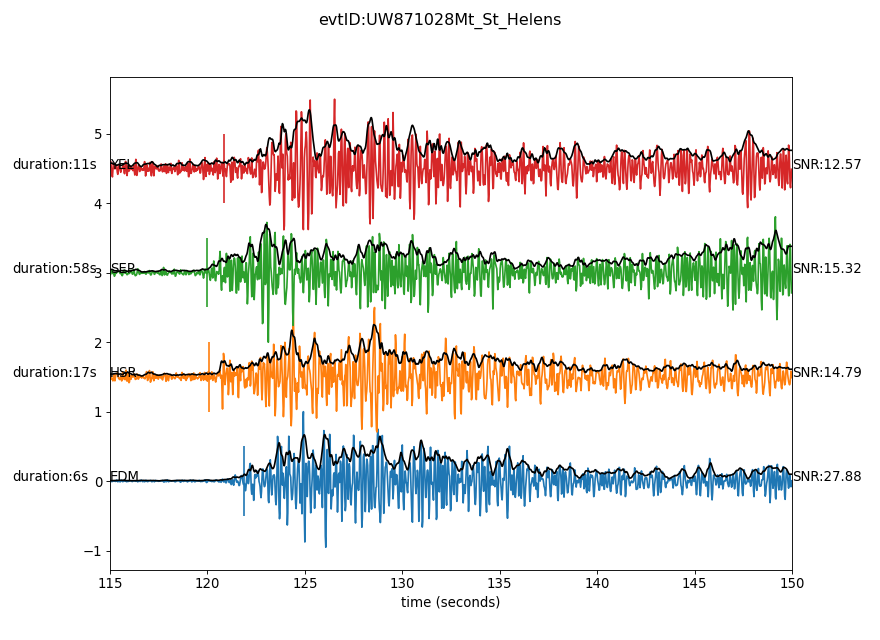 evtID:UW871028Mt_St_Helens
5
duration:11s YEL SNR:12.57
4
duration:58s SEP SNR:15.32
3
2
duration:17s HSR SNR:14.79
1
duration:6s EDM SNR:27.88
0
−1
115 120 125 130 135 140 145 150
time (seconds)